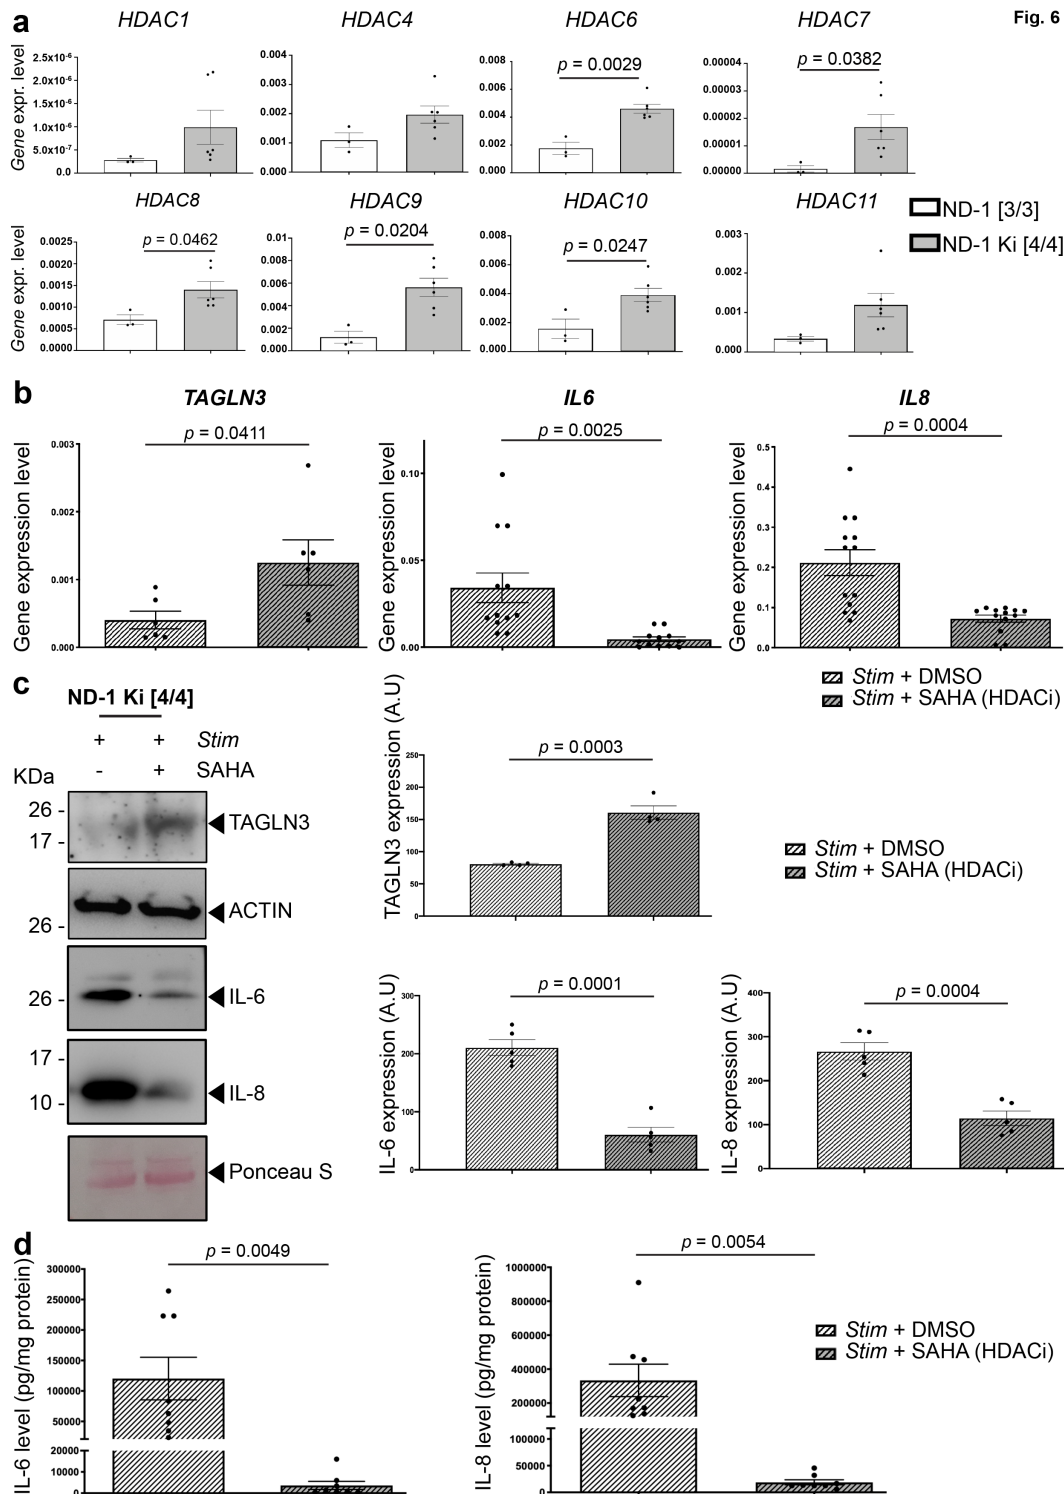 Fig. 6
a
HDAC1 HDAC4 HDAC6 HDAC7
Gene expr. level
2.5x10⁻⁶
2.0x10⁻⁶
1.5x10⁻⁶
1.0x10⁻⁶
5.0x10⁻⁷
0.0
0.004
0.003
0.002
0.001
0.000
p = 0.0029
0.008
0.006
0.004
0.002
0.000
p = 0.0382
0.00004
0.00003
0.00002
0.00001
0.00000
HDAC8 HDAC9 HDAC10 HDAC11
ND-1 [3/3]
ND-1 Ki [4/4]
Gene expr. level
p = 0.0462
0.0025
0.0020
0.0015
0.0010
0.0005
0.0000
p = 0.0204
0.01
0.008
0.006
0.004
0.002
0.000
p = 0.0247
0.008
0.006
0.004
0.002
0.000
0.003
0.002
0.001
0.000
b
TAGLN3 IL6 IL8
Gene expression level
p = 0.0411
0.003
0.002
0.001
0.000
Gene expression level
p = 0.0025
0.10
0.05
0.00
Gene expression level
p = 0.0004
0.5
0.4
0.3
0.2
0.1
0.0
Stim + DMSO
Stim + SAHA (HDACi)
c
ND-1 Ki [4/4]
+ + Stim
- + SAHA
KDa
26 -
17 -
TAGLN3
ACTIN
26 -
26 -
IL-6
17 -
10 -
IL-8
Ponceau S
TAGLN3 expression (A.U)
p = 0.0003
250
200
150
100
50
0
Stim + DMSO
Stim + SAHA (HDACi)
IL-6 expression (A.U)
p = 0.0001
300
200
100
0
IL-8 expression (A.U)
p = 0.0004
400
300
200
100
0
d
IL-6 level (pg/mg protein)
p = 0.0049
300000
250000
200000
150000
100000
50000
20000
10000
0
IL-8 level (pg/mg protein)
p = 0.0054
1000000
800000
600000
400000
200000
100000
50000
0
Stim + DMSO
Stim + SAHA (HDACi)